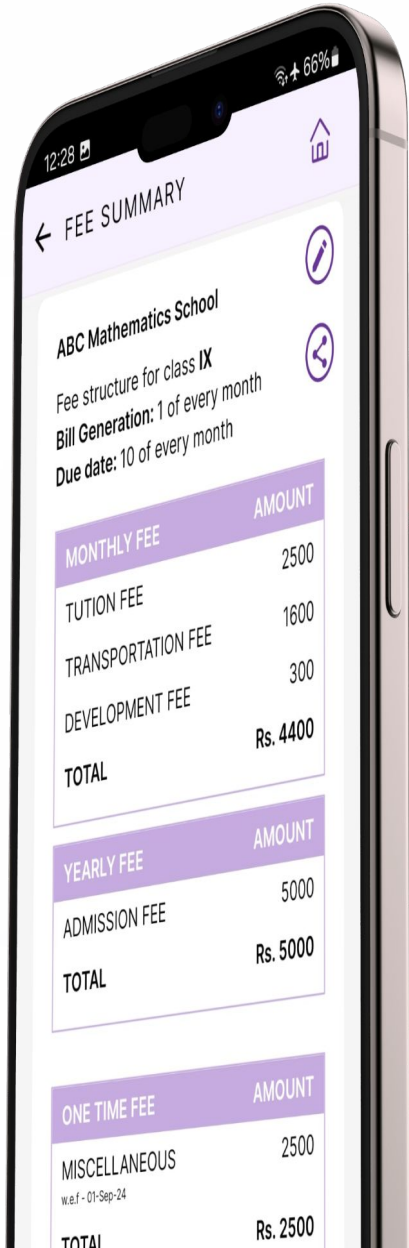 12:28 66%
FEE SUMMARY
ABC Mathematics School
Fee structure for class IX
Bill Generation: 1 of every month
Due date: 10 of every month
MONTHLY FEE AMOUNT
TUTION FEE 2500
TRANSPORTATION FEE 1600
DEVELOPMENT FEE 300
TOTAL Rs. 4400
YEARLY FEE AMOUNT
ADMISSION FEE 5000
TOTAL Rs. 5000
ONE TIME FEE AMOUNT
MISCELLANEOUS 2500
w.e.f - 01-Sep-24
TOTAL Rs. 2500